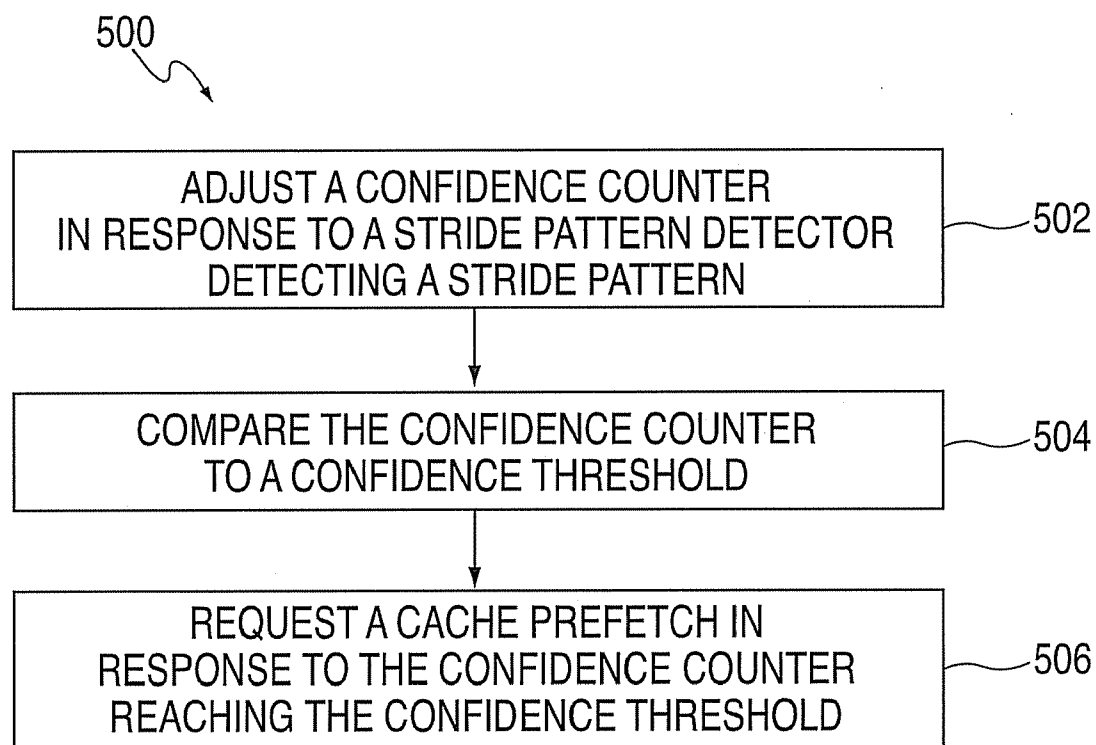 500
ADJUST A CONFIDENCE COUNTER
IN RESPONSE TO A STRIDE PATTERN DETECTOR
DETECTING A STRIDE PATTERN
502
COMPARE THE CONFIDENCE COUNTER
TO A CONFIDENCE THRESHOLD
504
REQUEST A CACHE PREFETCH IN
RESPONSE TO THE CONFIDENCE COUNTER
REACHING THE CONFIDENCE THRESHOLD
506